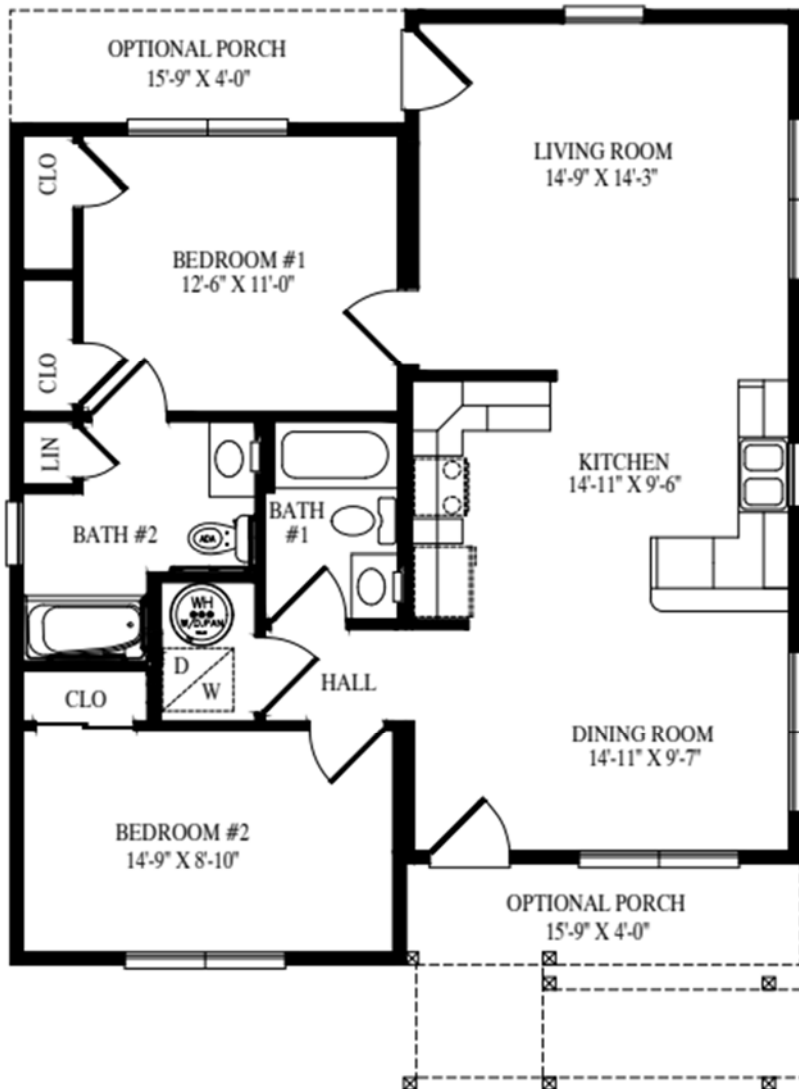 OPTIONAL PORCH
15'-9" X 4'-0"
LIVING ROOM
14'-9" X 14'-3"
CLO
BEDROOM #1
12'-6" X 11'-0"
CLO
LIN
KITCHEN
14'-11" X 9'-6"
BATH #2
ADA
BATH
#1
WH
W/D.PAN
D
W
HALL
CLO
DINING ROOM
14'-11" X 9'-7"
BEDROOM #2
14'-9" X 8'-10"
OPTIONAL PORCH
15'-9" X 4'-0"